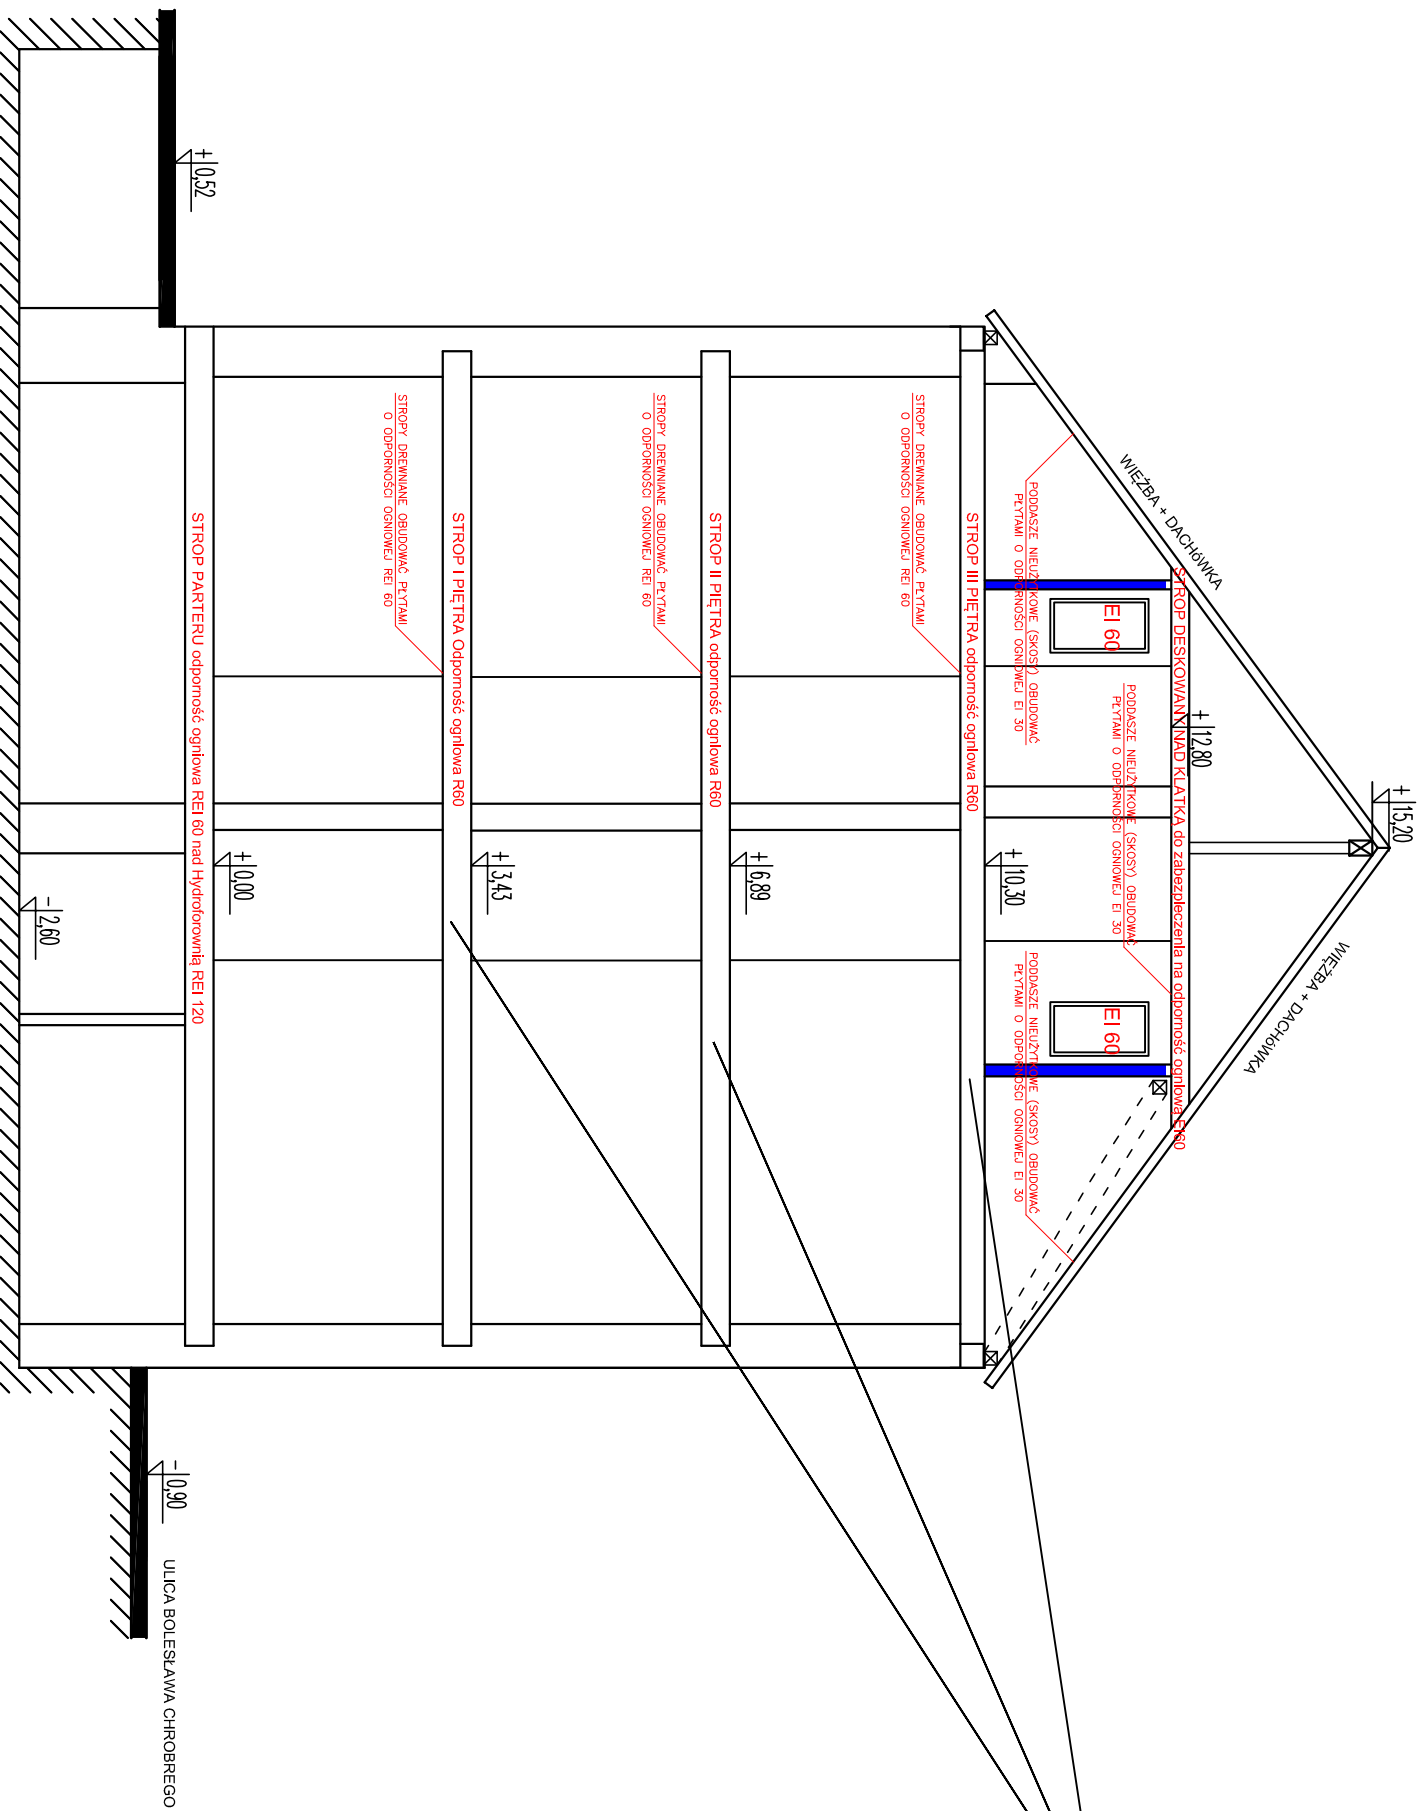 + 15,20
WIĘŹBA + DACHÓWKA
WIĘŹBA + DACHÓWKA
+ 12,80
STROP DESKOWANY NAD KLATKA do zabezpieczenia na odporność ogniowa EI60
EI 60
EI 60
PODDASZE NIEUŻYTKOWE (SKOSY) OBUDOWAĆ
PŁYTAMI O ODPORNOŚCI OGNIOWEJ EI 30
PODDASZE NIEUŻYTKOWE (SKOSY) OBUDOWAĆ
PŁYTAMI O ODPORNOŚCI OGNIOWEJ EI 30
PODDASZE NIEUŻYTKOWE (SKOSY) OBUDOWAĆ
PŁYTAMI O ODPORNOŚCI OGNIOWEJ EI 30
+ 10,30
STROP III PIĘTRA odporność ogniowa R60
STROPY DREWNIANE OBUDOWAĆ PŁYTAMI
O ODPORNOŚCI OGNIOWEJ REI 60
+ 6,89
STROP II PIĘTRA odporność ogniowa R60
STROPY DREWNIANE OBUDOWAĆ PŁYTAMI
O ODPORNOŚCI OGNIOWEJ REI 60
+ 3,43
STROP I PIĘTRA Odporność ogniowa R60
STROPY DREWNIANE OBUDOWAĆ PŁYTAMI
O ODPORNOŚCI OGNIOWEJ REI 60
+ 0,00
STROP PARTERU odporność ogniowa REI 60 nad Hydroforownią REI 120
+ 0,52
- 0,90
ULICA BOLESŁAWA CHROBREGO
- 2,60